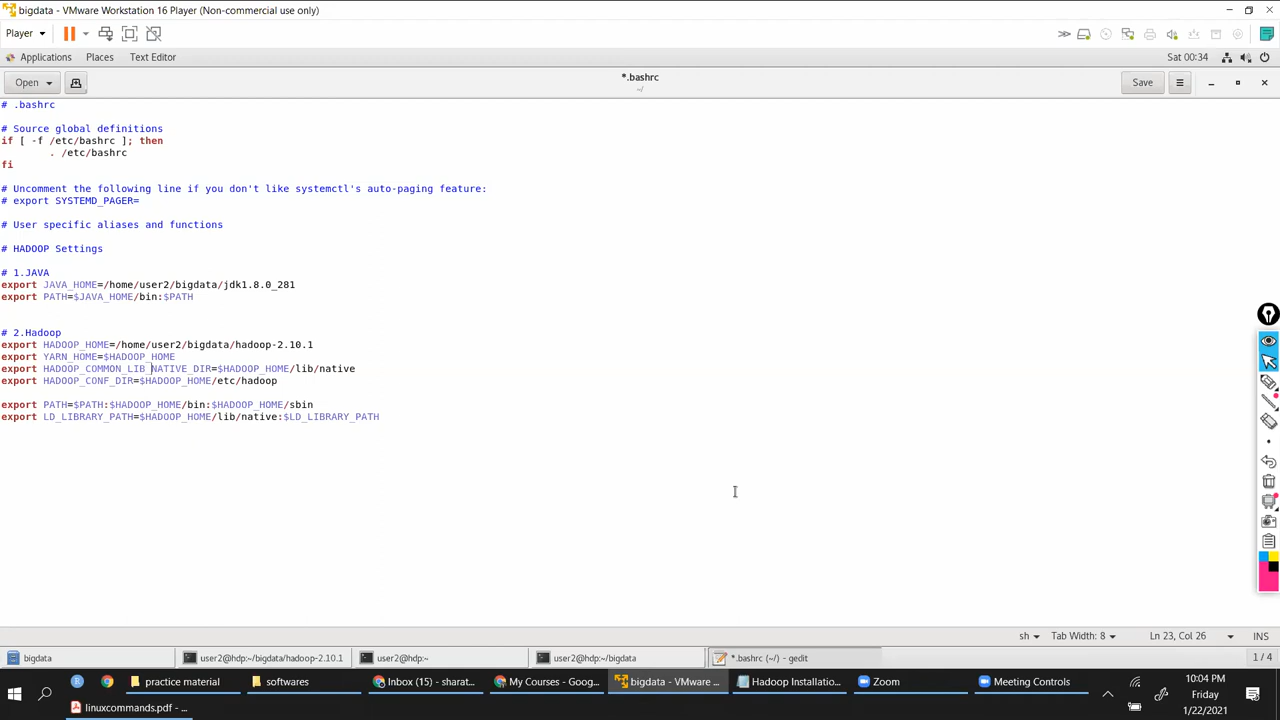 bigdata - VMware Workstation 16 Player (Non-commercial use only)
Player
Applications Places Text Editor Sat 00:34
Open *.bashrc Save
~/
# .bashrc
# Source global definitions
if [ -f /etc/bashrc ]; then
. /etc/bashrc
fi
# Uncomment the following line if you don't like systemctl's auto-paging feature:
# export SYSTEMD_PAGER=
# User specific aliases and functions
# HADOOP Settings
# 1.JAVA
export JAVA_HOME=/home/user2/bigdata/jdk1.8.0_281
export PATH=$JAVA_HOME/bin:$PATH
# 2.Hadoop
export HADOOP_HOME=/home/user2/bigdata/hadoop-2.10.1
export YARN_HOME=$HADOOP_HOME
export HADOOP_COMMON_LIB_NATIVE_DIR=$HADOOP_HOME/lib/native
export HADOOP_CONF_DIR=$HADOOP_HOME/etc/hadoop
export PATH=$PATH:$HADOOP_HOME/bin:$HADOOP_HOME/sbin
export LD_LIBRARY_PATH=$HADOOP_HOME/lib/native:$LD_LIBRARY_PATH
sh Tab Width: 8 Ln 23, Col 26 INS
bigdata user2@hdp:~/bigdata/hadoop-2.10.1 user2@hdp:~ user2@hdp:~/bigdata *.bashrc (~/) - gedit 1 / 4
practice material softwares Inbox (15) - sharat... My Courses - Goog... bigdata - VMware ... Hadoop Installatio... Zoom Meeting Controls 10:04 PM
Friday
linuxcommands.pdf - ... 1/22/2021